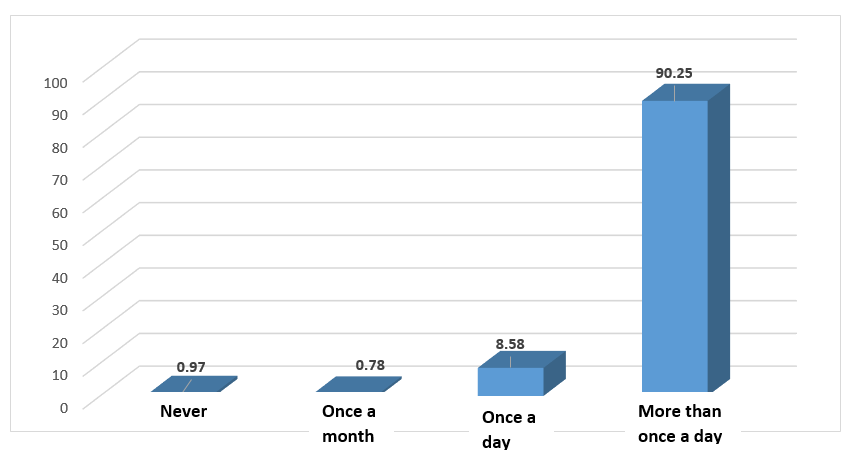 100
90
80
70
60
50
40
30
20
10
0
0.97
0.78
8.58
90.25
Never
Once a
month
Once a
day
More than
once a day